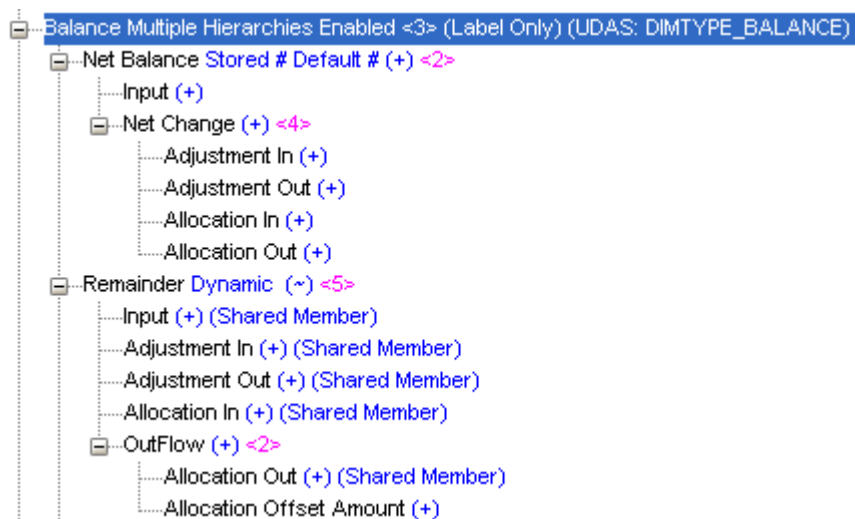 Balance Multiple Hierarchies Enabled <3> (Label Only) (UDAS: DIMTYPE_BALANCE)
Net Balance Stored # Default # (+) <2>
Input (+)
Net Change (+) <4>
Adjustment In (+)
Adjustment Out (+)
Allocation In (+)
Allocation Out (+)
Remainder Dynamic (~) <5>
Input (+) (Shared Member)
Adjustment In (+) (Shared Member)
Adjustment Out (+) (Shared Member)
Allocation In (+) (Shared Member)
OutFlow (+) <2>
Allocation Out (+) (Shared Member)
Allocation Offset Amount (+)